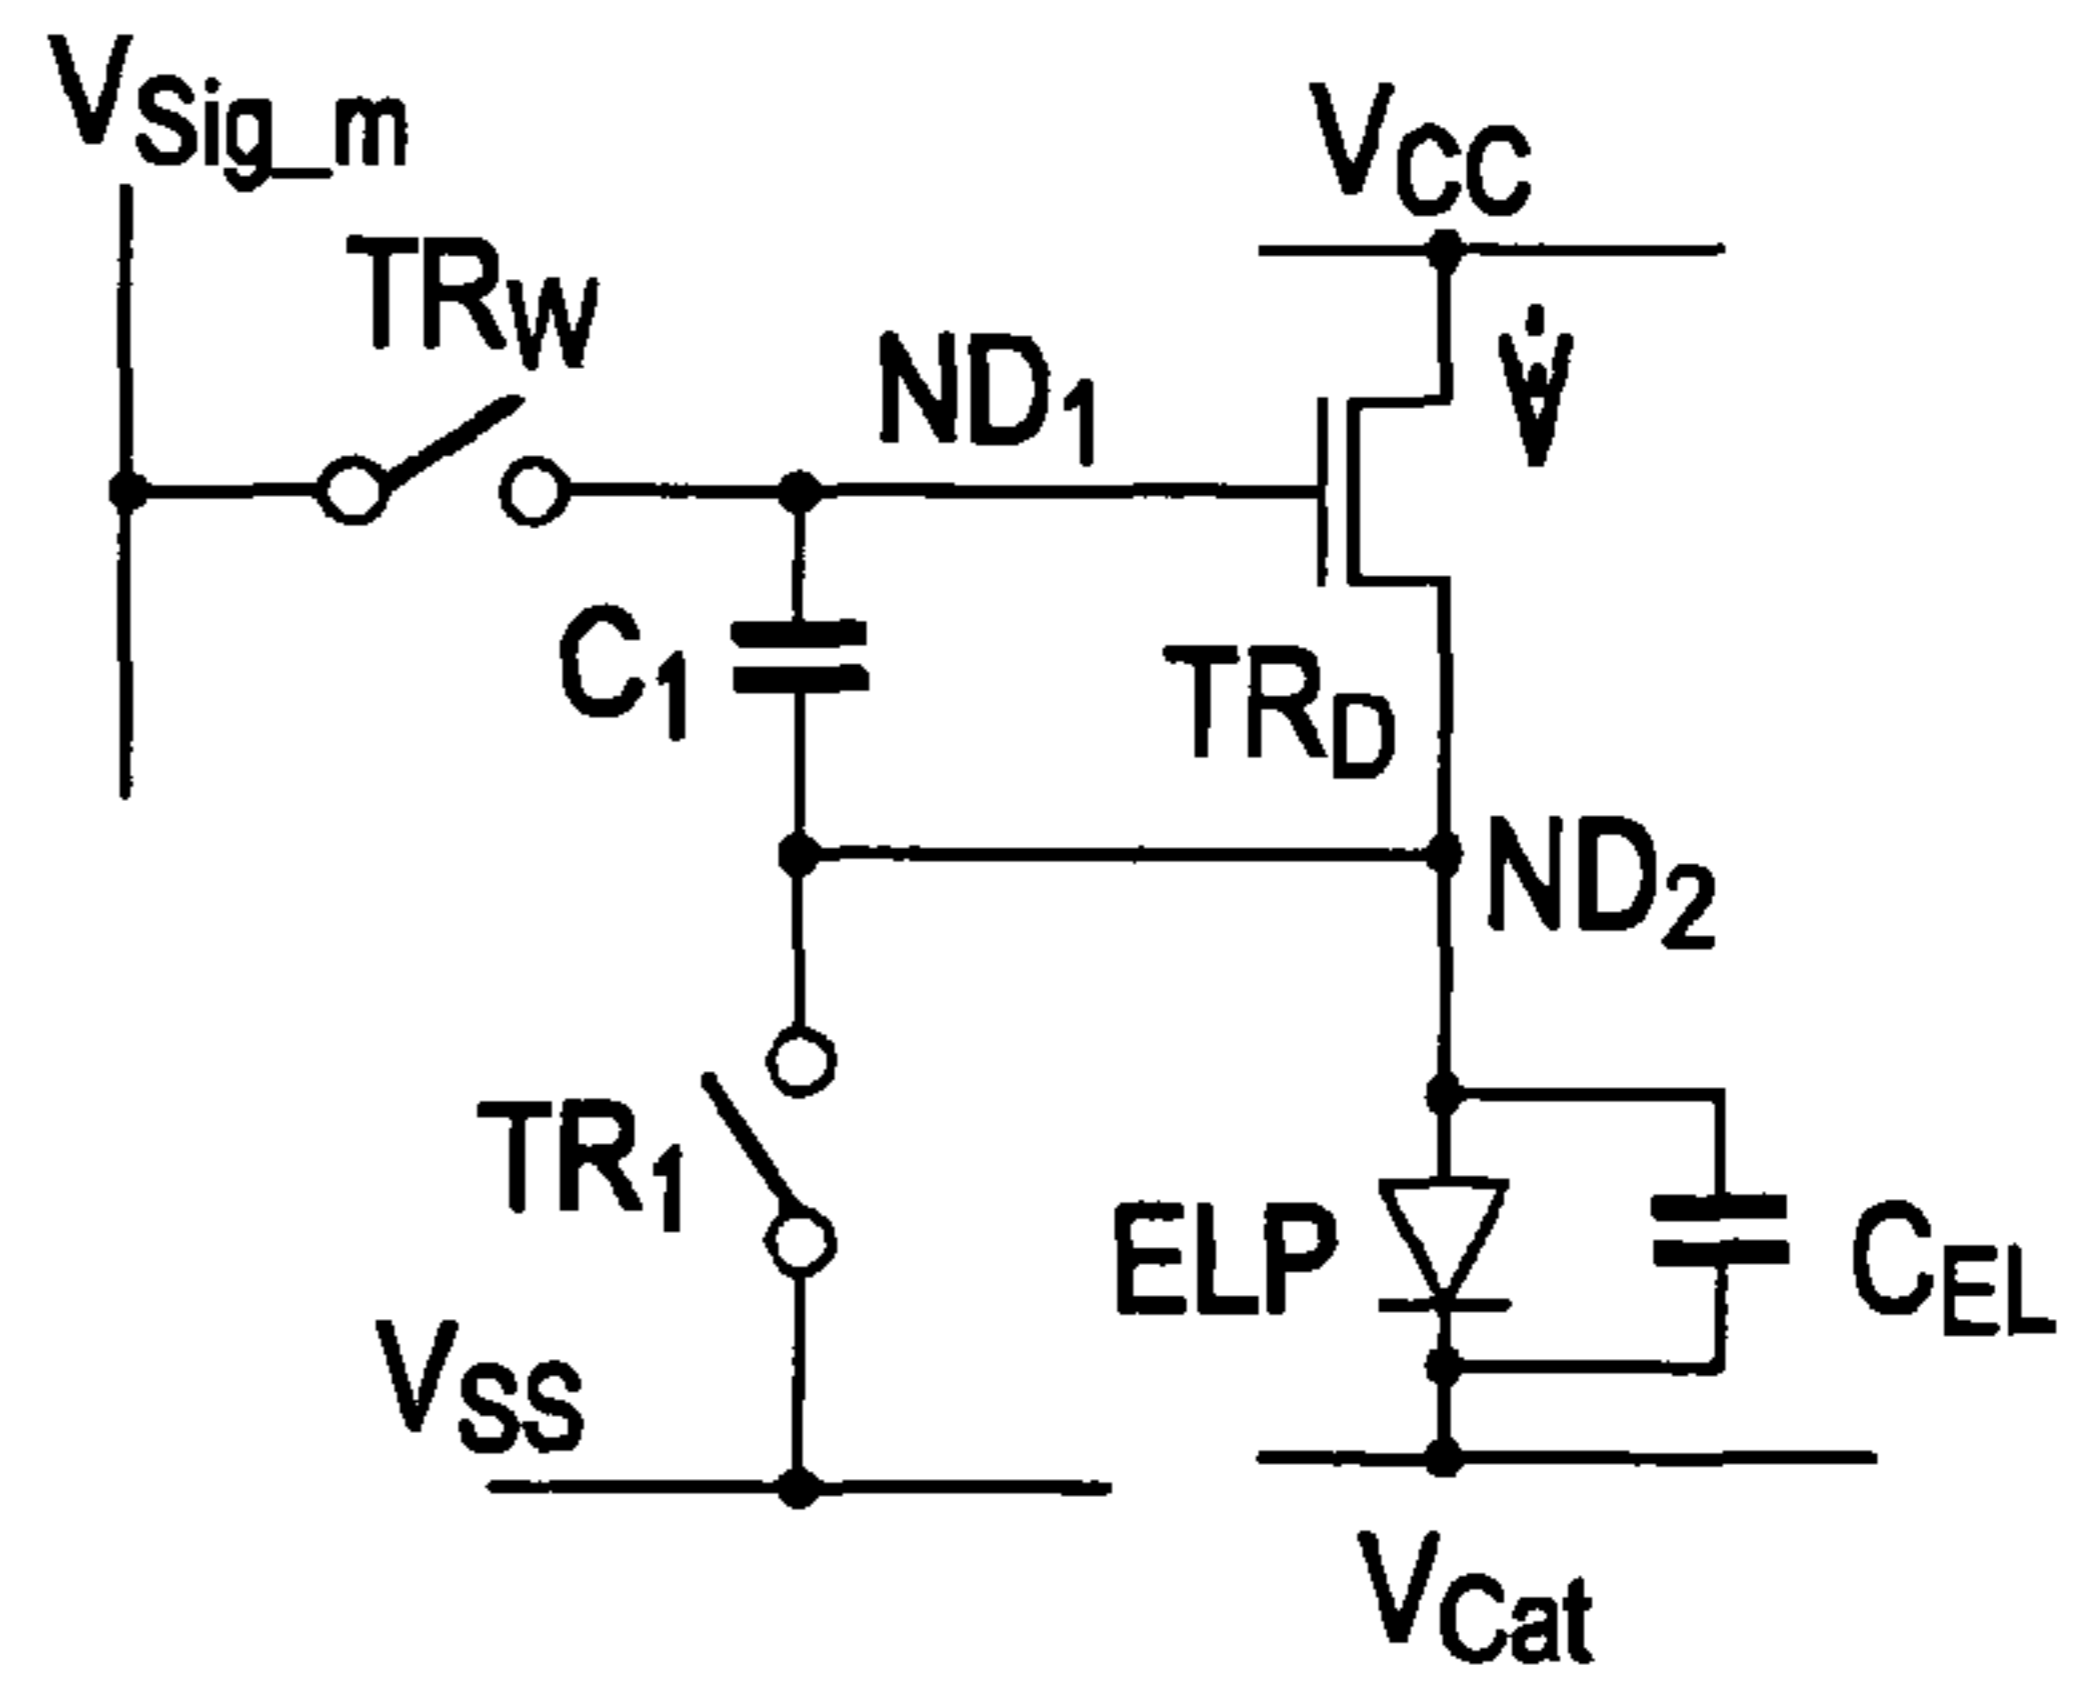 VSig_m
VCC
TRW
ND1
C1
TRD
ND2
TR1
ELP
CEL
VSS
VCat